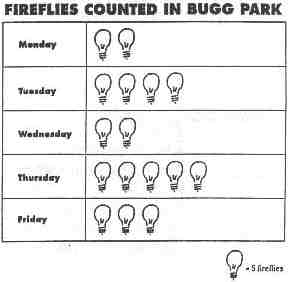 FIREFLIES COUNTED IN BUGG PARK
Monday
Tuesday
Wednesday
Thursday
Friday
= 5 fireflies